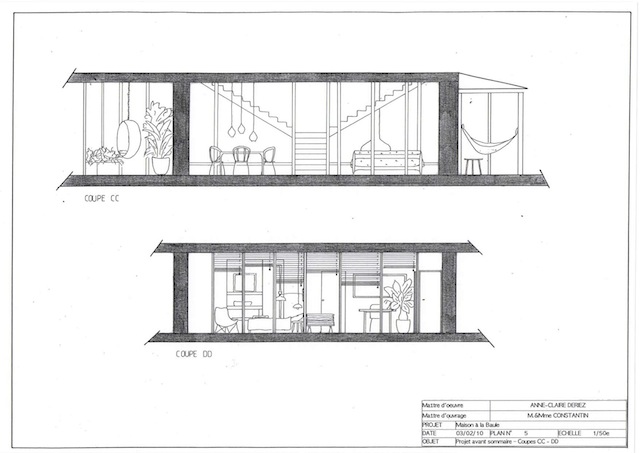 COUPE CC
COUPE DD
Maître d'oeuvre ANNE-CLAIRE DERIEZ
Maître d'ouvrage M.&Mme CONSTANTIN
PROJET Maison à la Baule
DATE 03/02/10 PLAN N° 5 ECHELLE 1/50e
OBJET Projet avant sommaire - Coupes CC - DD